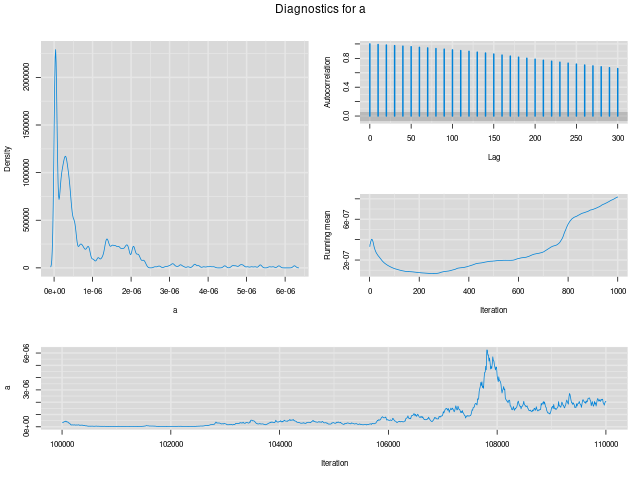 Diagnostics for a
Density
0 500000 1000000 1500000 2000000
0e+00 1e-06 2e-06 3e-06 4e-06 5e-06 6e-06
a
Autocorrelation
0.0 0.4 0.8
0 50 100 150 200 250 300
Lag
Running mean
2e-07 6e-07
0 200 400 600 800 1000
Iteration
a
0e+00 3e-06 6e-06
100000 102000 104000 106000 108000 110000
Iteration